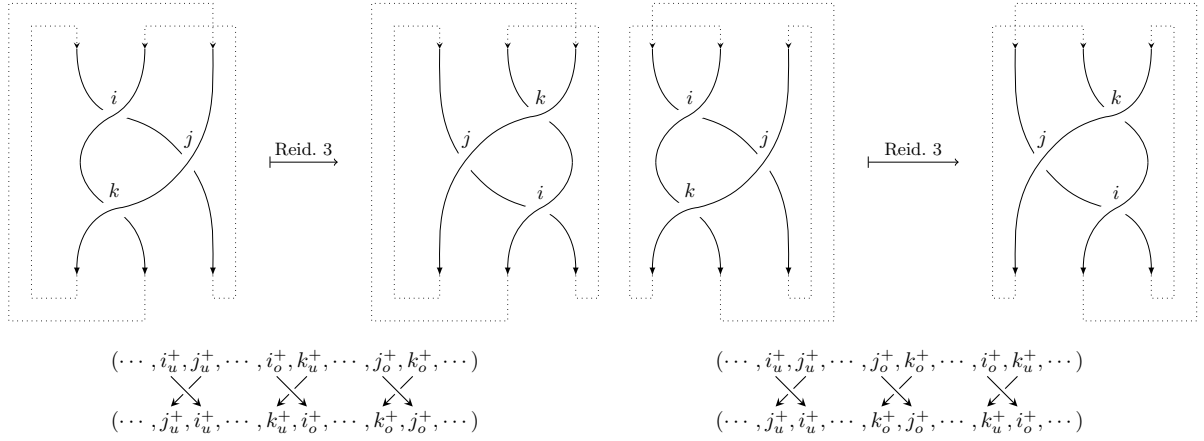 i k i k
j j j j
Reid. 3 Reid. 3
k i k i
(⋯ , i_u^+, j_u^+, ⋯ , i_o^+, k_u^+, ⋯ , j_o^+, k_o^+, ⋯) (⋯ , i_u^+, j_u^+, ⋯ , j_o^+, k_o^+, ⋯ , i_o^+, k_u^+, ⋯)
(⋯ , j_u^+, i_u^+, ⋯ , k_u^+, i_o^+, ⋯ , k_o^+, j_o^+, ⋯) (⋯ , j_u^+, i_u^+, ⋯ , k_o^+, j_o^+, ⋯ , k_u^+, i_o^+, ⋯)